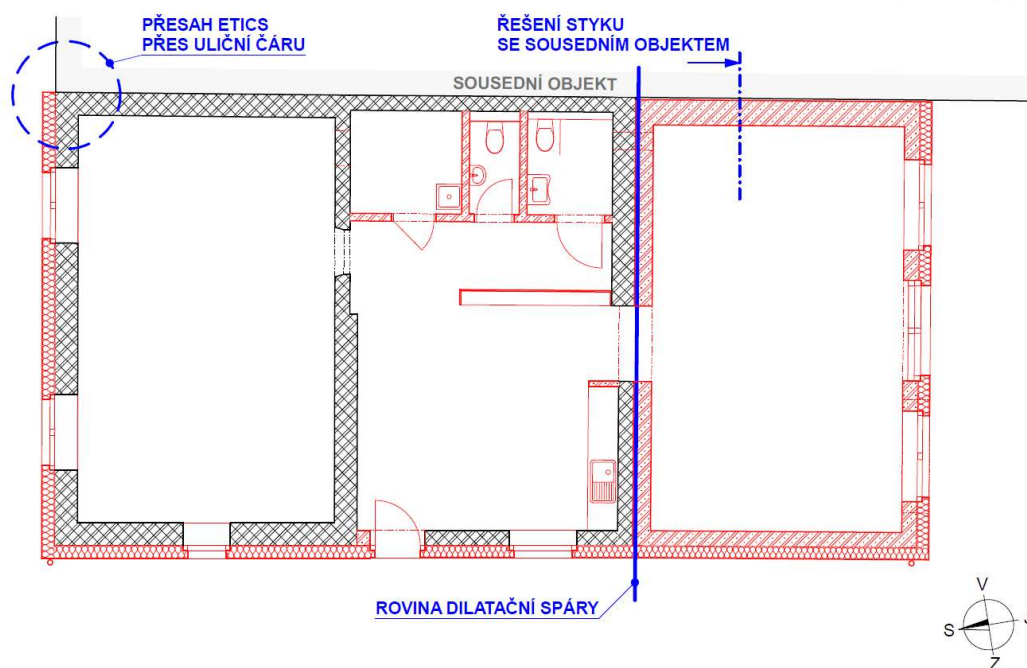 PŘESAH ETICS
PŘES ULIČNÍ ČÁRU
ŘEŠENÍ STYKU
SE SOUSEDNÍM OBJEKTEM
SOUSEDNÍ OBJEKT
ROVINA DILATAČNÍ SPÁRY
V
S
J
Z